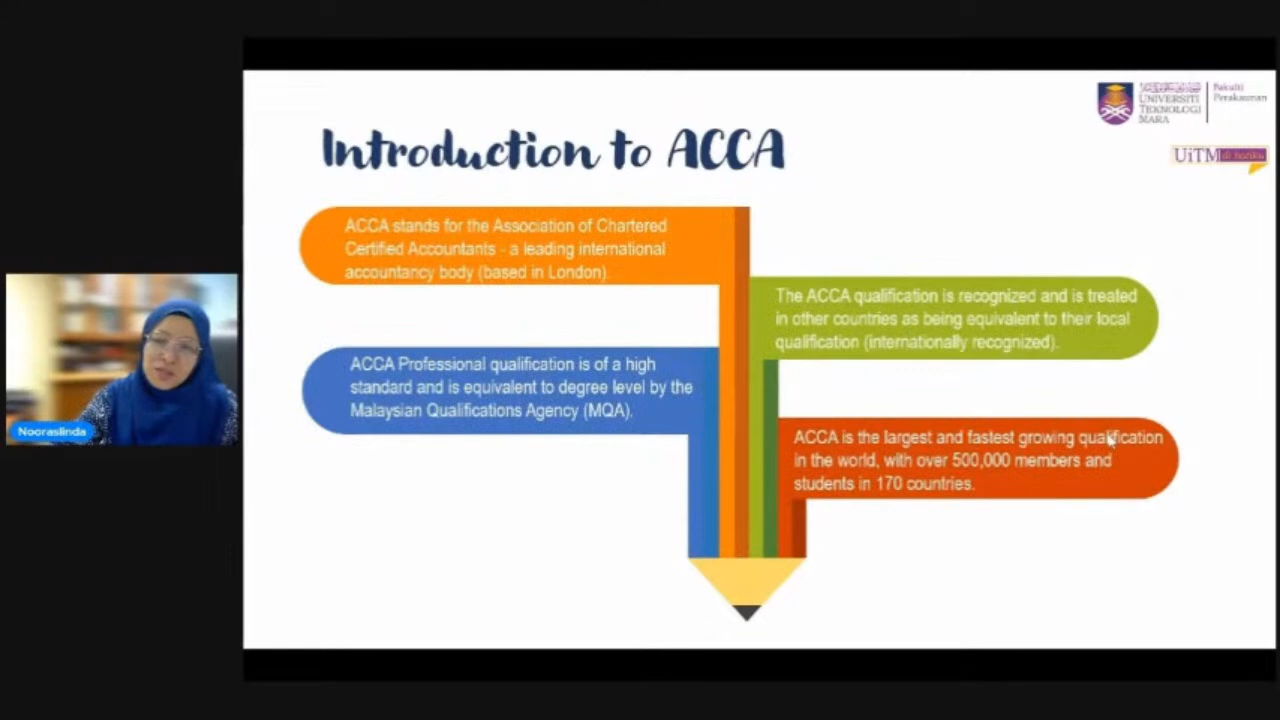 Introduction to ACCA
UNIVERSITI
TEKNOLOGI
MARA
Fakulti
Perakaunan
UiTM di hatiku
ACCA stands for the Association of Chartered
Certified Accountants - a leading international
accountancy body (based in London).
The ACCA qualification is recognized and is treated
in other countries as being equivalent to their local
qualification (internationally recognized).
ACCA Professional qualification is of a high
standard and is equivalent to degree level by the
Malaysian Qualifications Agency (MQA).
ACCA is the largest and fastest growing qualification
in the world, with over 500,000 members and
students in 170 countries.
Nooraslinda